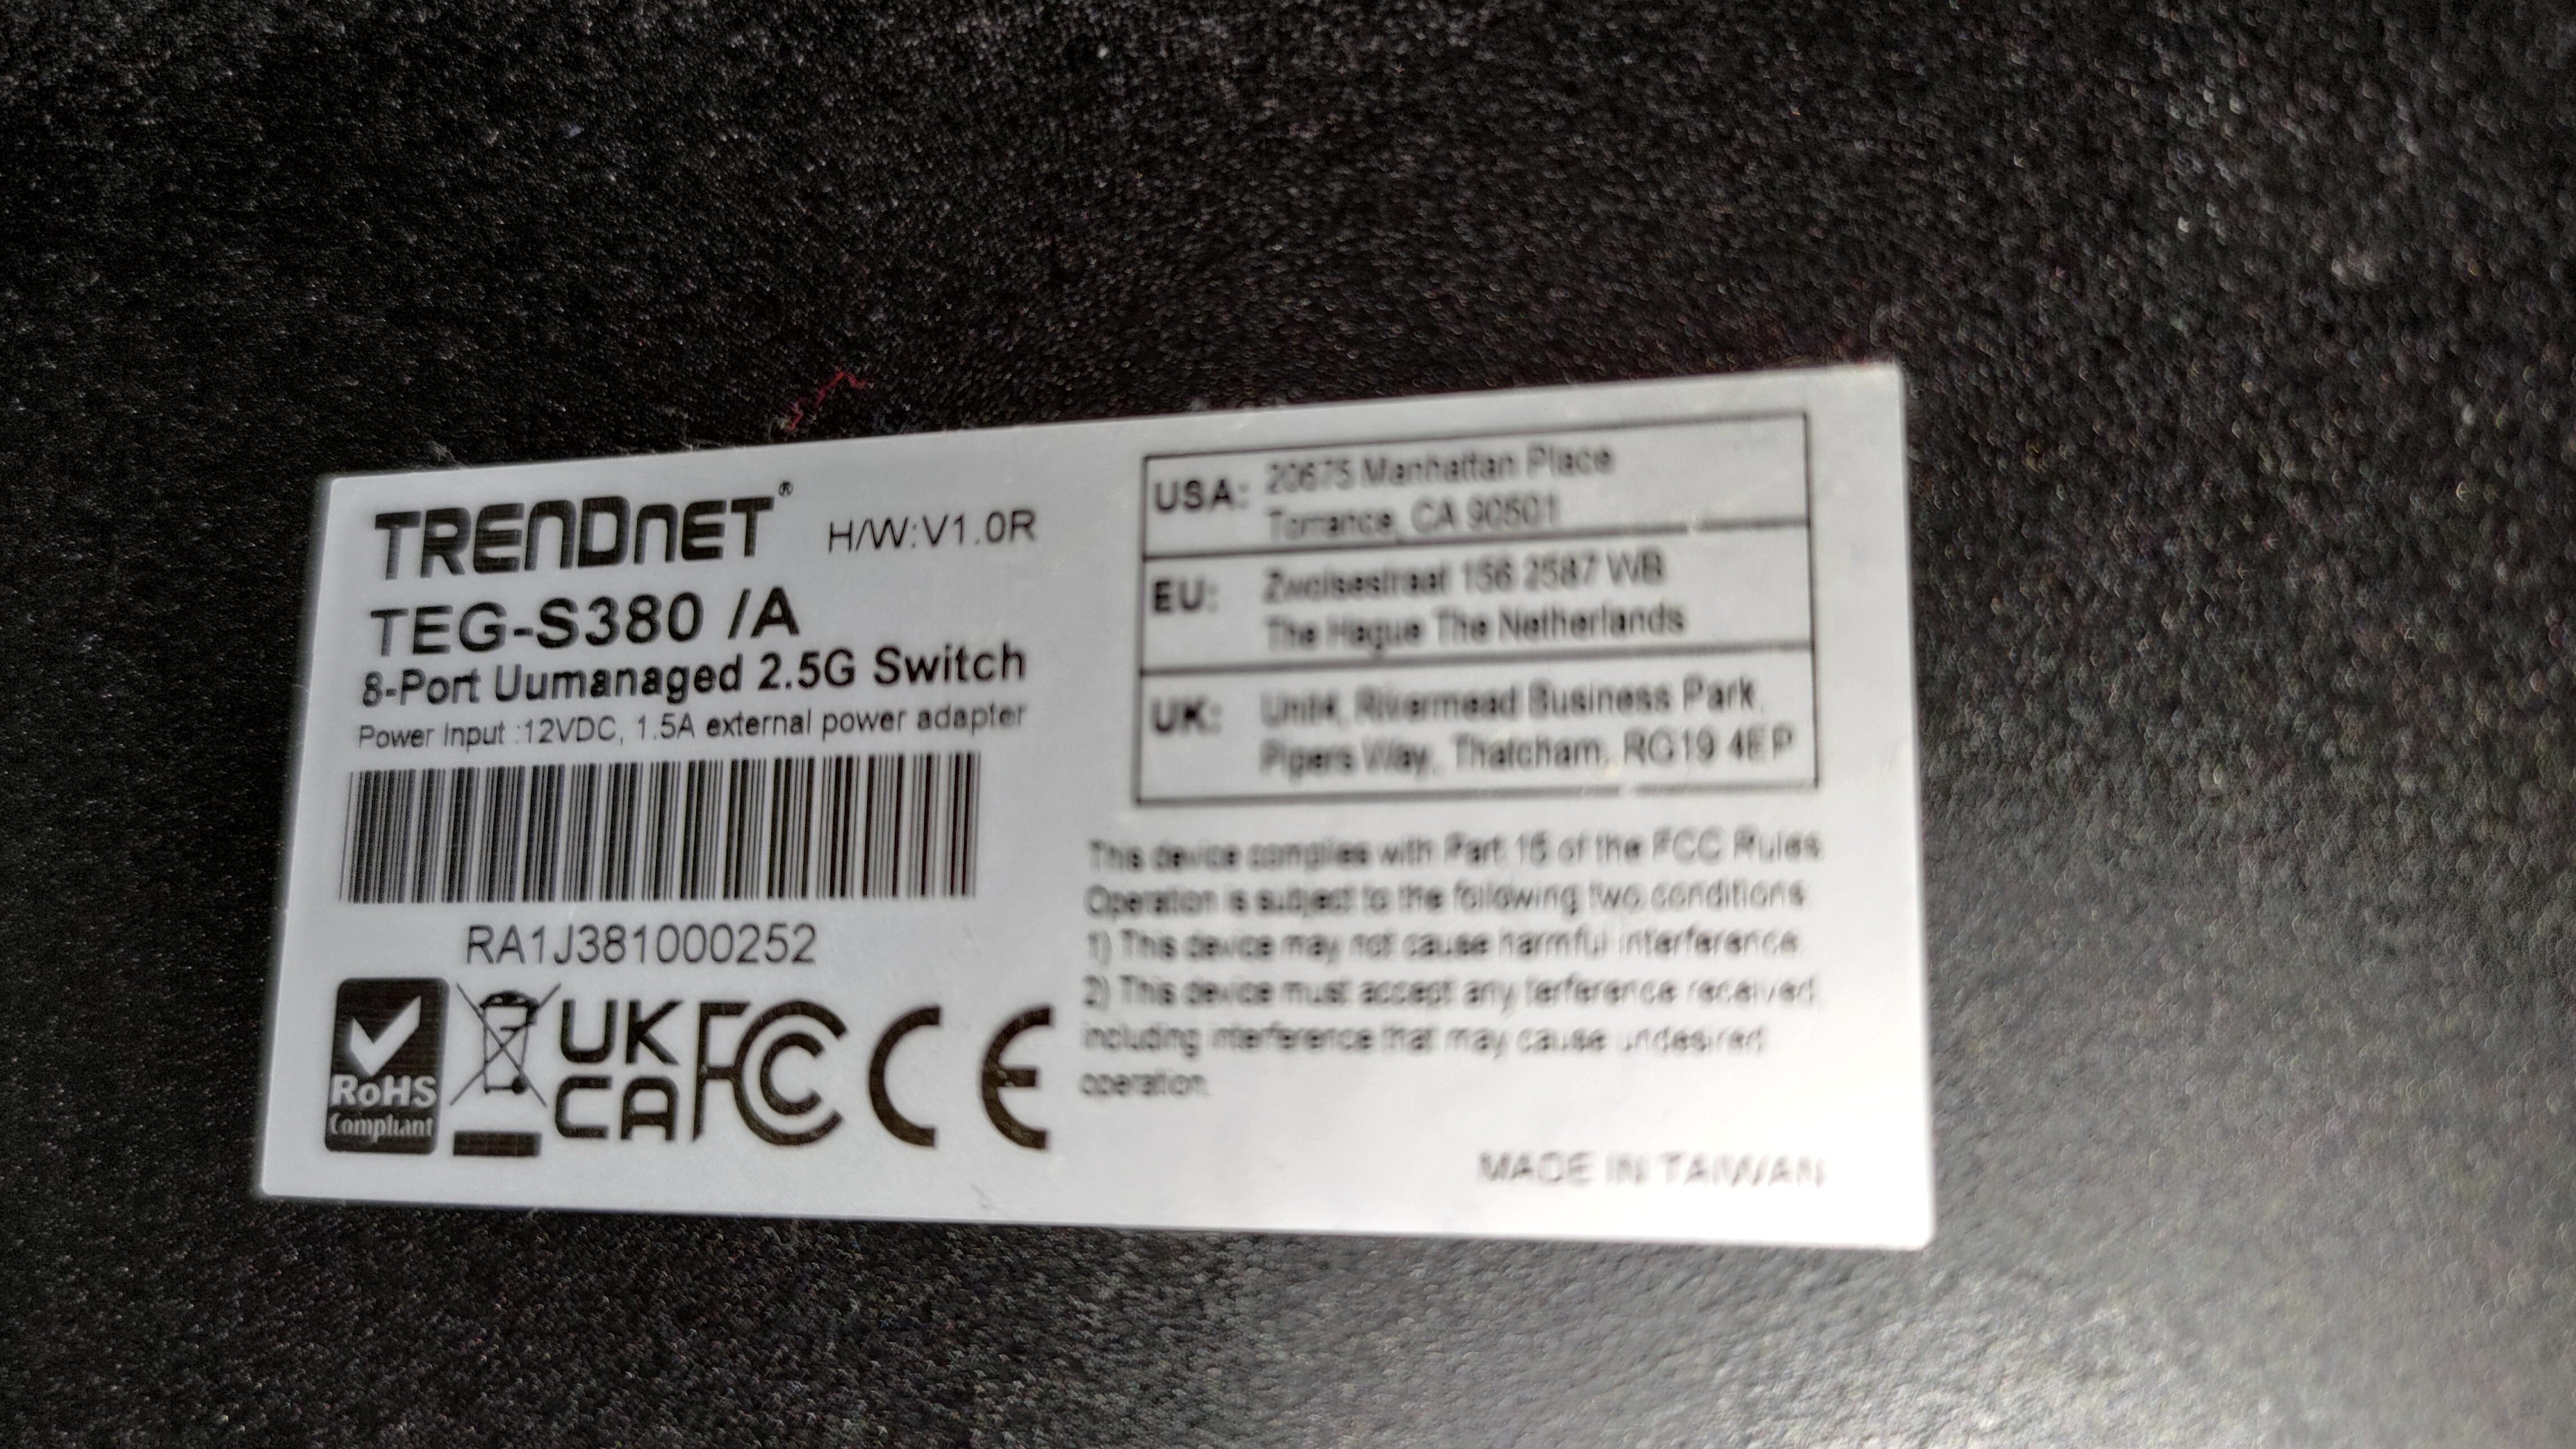 TRENDnET® H/W:V1.0R
TEG-S380 /A
8-Port Uumanaged 2.5G Switch
Power Input :12VDC, 1.5A external power adapter
RA1J381000252
RoHS
Compliant
UK
CA
FC
CE
USA: 20675 Manhattan Place
Torrance, CA 90501
EU: Zwolsestraat 156 2587 WB
The Hague The Netherlands
UK: Unit4, Rivermead Business Park,
Pipers Way, Thatcham, RG19 4EP
This device complies with Part 15 of the FCC Rules
Operation is subject to the following two conditions:
1) This device may not cause harmful interference.
2) This device must accept any terference received,
including interference that may cause undesired
operation.
MADE IN TAIWAN